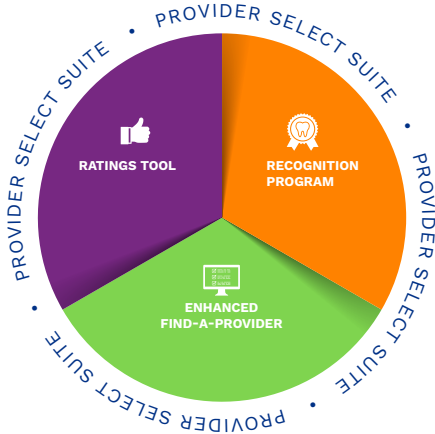 PROVIDER SELECT SUITE •
PROVIDER SELECT SUITE •
PROVIDER SELECT SUITE •
PROVIDER SELECT SUITE •
RATINGS TOOL
RECOGNITION
PROGRAM
ENHANCED
FIND-A-PROVIDER